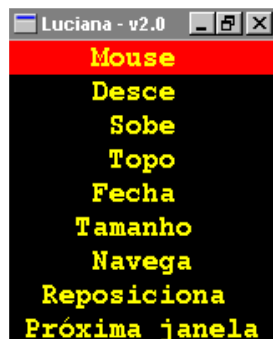 Luciana - v2.0
Mouse
Desce
Sobe
Topo
Fecha
Tamanho
Navega
Reposiciona
Próxima janela